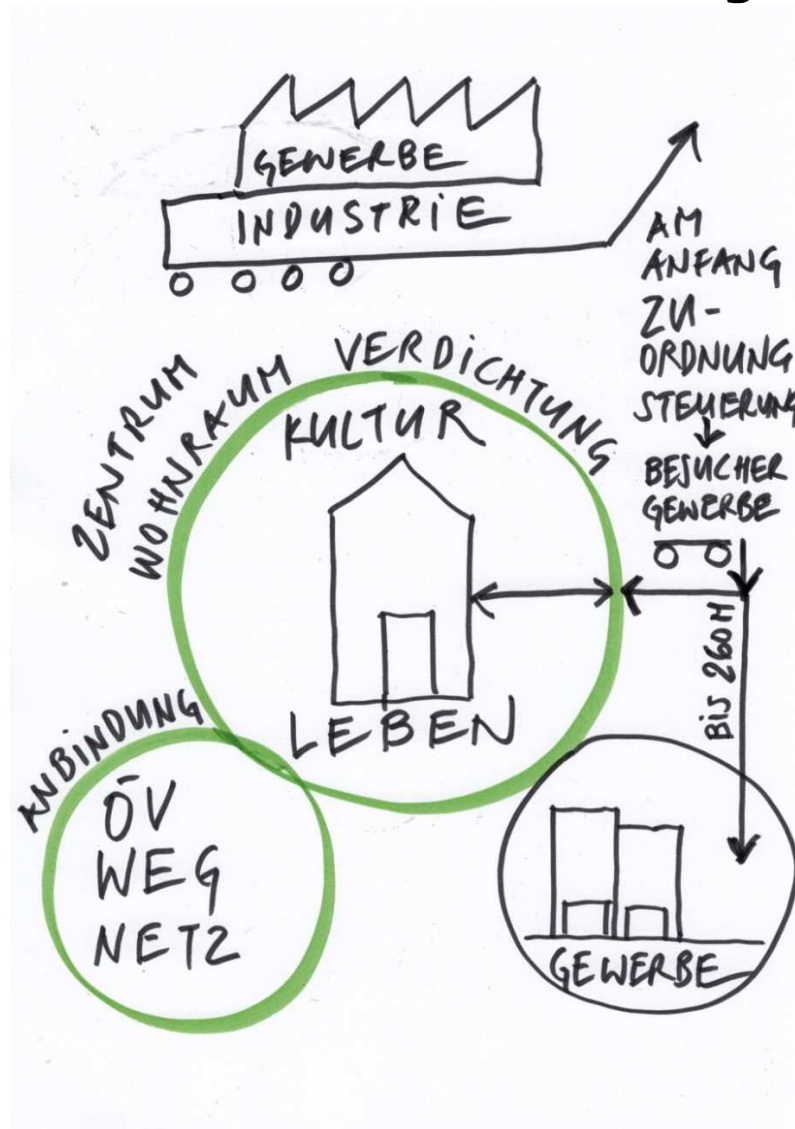 GEWERBE
INDUSTRIE
AM
ANFANG
ZU-
ORDNUNG
STEUERUNG
BESUCHER
GEWERBE
ZENTRUM
WOHNRAUM VERDICHTUNG
KULTUR
LEBEN
BIS 260M
ANBINDUNG
ÖV
WEG
NETZ
GEWERBE